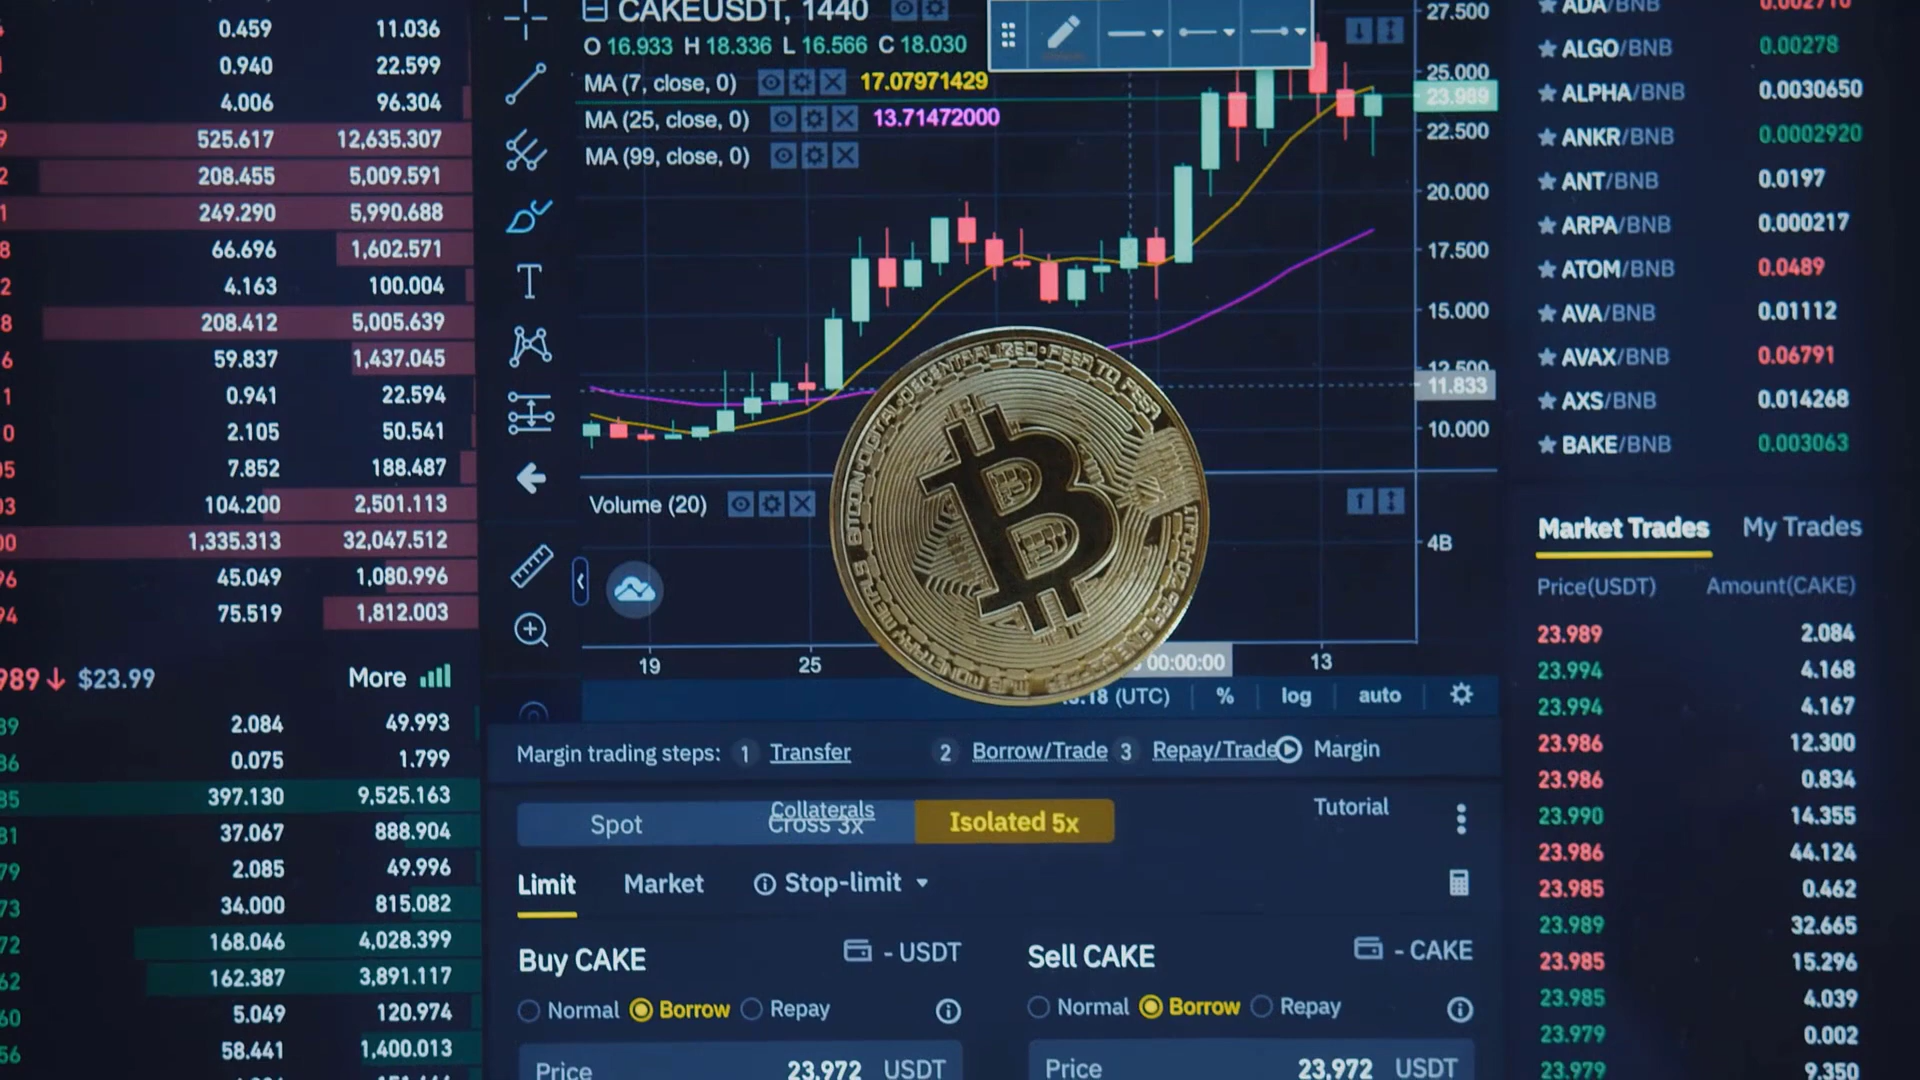 0.459 11.036
0.940 22.599
4.006 96.304
525.617 12,635.307
208.455 5,009.591
249.290 5,990.688
66.696 1,602.571
4.163 100.004
208.412 5,005.639
59.837 1,437.045
0.941 22.594
2.105 50.541
7.852 188.487
104.200 2,501.113
1,335.313 32,047.512
45.049 1,080.996
75.519 1,812.003
989↓ $23.99 More
2.084 49.993
0.075 1.799
397.130 9,525.163
37.067 888.904
2.085 49.996
34.000 815.082
168.046 4,028.399
162.387 3,891.117
5.049 120.974
58.441 1,400.013
CAKEUSDT, 1440
O 16.933 H 18.336 L 16.566 C 18.030
MA (7, close, 0) 17.07971429
MA (25, close, 0) 13.71472000
MA (99, close, 0)
27.500
25.000
23.989
22.500
20.000
17.500
15.000
12.500
11.833
10.000
Volume (20)
4B
BITCOIN•DIGITAL•DECENTRALIZED•PEER TO PEER
19 25 00:00:00 13
18 (UTC) % log auto
Margin trading steps: 1 Transfer 2 Borrow/Trade 3 Repay/Trade Margin
Collaterals Tutorial
Spot Cross 3x Isolated 5x
Limit Market Stop-limit
Buy CAKE - USDT Sell CAKE - CAKE
Normal Borrow Repay Normal Borrow Repay
Price 23,972 USDT Price 23,972 USDT
ADA/BNB 0.002710
ALGO/BNB 0.00278
ALPHA/BNB 0.0030650
ANKR/BNB 0.0002920
ANT/BNB 0.0197
ARPA/BNB 0.000217
ATOM/BNB 0.0489
AVA/BNB 0.01112
AVAX/BNB 0.06791
AXS/BNB 0.014268
BAKE/BNB 0.003063
Market Trades My Trades
Price(USDT) Amount(CAKE)
23.989 2.084
23.994 4.168
23.994 4.167
23.986 12.300
23.986 0.834
23.990 14.355
23.986 44.124
23.985 0.462
23.989 32.665
23.985 15.296
23.985 4.039
23.979 0.002
23.979 9.350